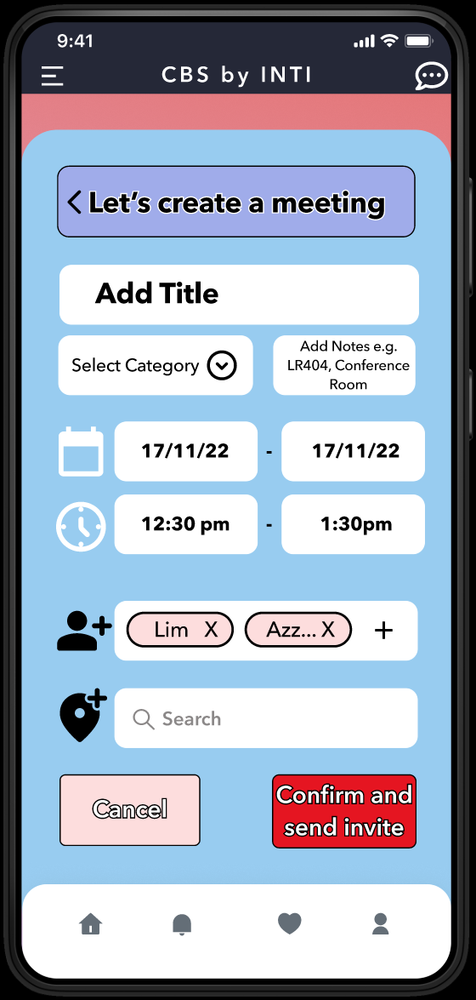 9:41
CBS by INTI
Let's create a meeting
Add Title
Select Category
Add Notes e.g.
LR404, Conference
Room
17/11/22 - 17/11/22
12:30 pm - 1:30pm
Lim X Azz... X +
Search
Cancel
Confirm and
send invite